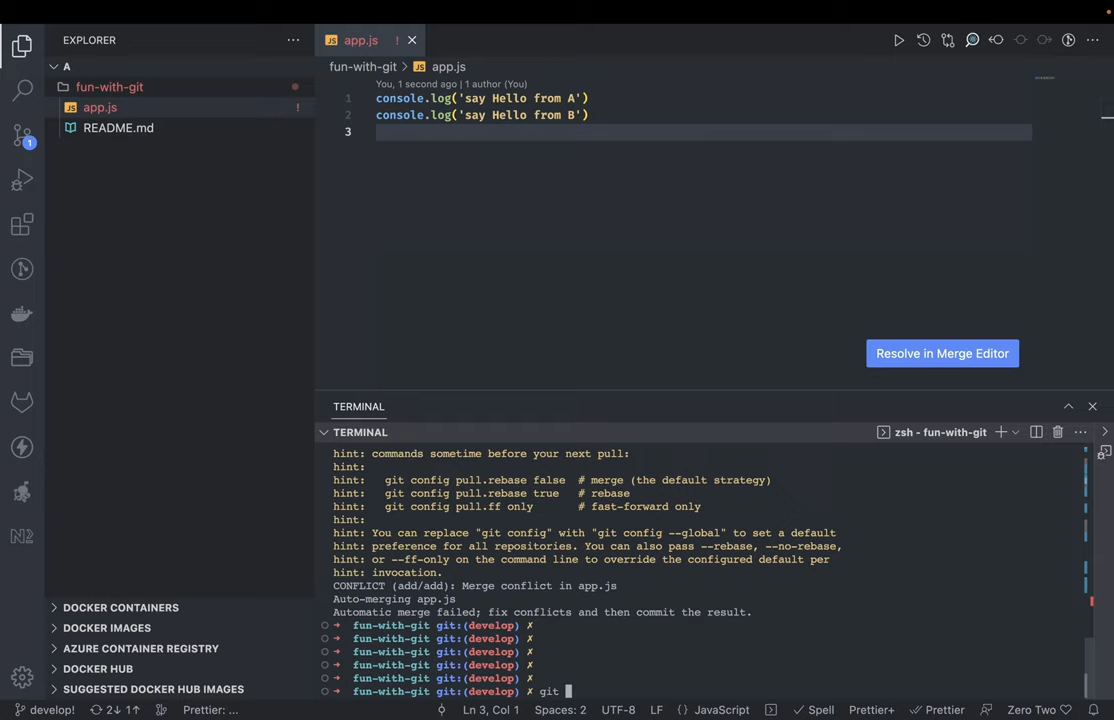 EXPLORER
A
fun-with-git
JS app.js !
README.md
1
N2
DOCKER CONTAINERS
DOCKER IMAGES
AZURE CONTAINER REGISTRY
DOCKER HUB
SUGGESTED DOCKER HUB IMAGES
JS app.js !
fun-with-git > JS app.js
You, 1 second ago | 1 author (You)
1 console.log('say Hello from A')
2 console.log('say Hello from B')
3
Resolve in Merge Editor
TERMINAL
TERMINAL
zsh - fun-with-git
hint: commands sometime before your next pull:
hint:
hint:   git config pull.rebase false  # merge (the default strategy)
hint:   git config pull.rebase true   # rebase
hint:   git config pull.ff only       # fast-forward only
hint:
hint: You can replace "git config" with "git config --global" to set a default
hint: preference for all repositories. You can also pass --rebase, --no-rebase,
hint: or --ff-only on the command line to override the configured default per
hint: invocation.
CONFLICT (add/add): Merge conflict in app.js
Auto-merging app.js
Automatic merge failed; fix conflicts and then commit the result.
➜ fun-with-git git:(develop) ✗
➜ fun-with-git git:(develop) ✗
➜ fun-with-git git:(develop) ✗
➜ fun-with-git git:(develop) ✗
➜ fun-with-git git:(develop) ✗
➜ fun-with-git git:(develop) ✗ git
develop! 2↓ 1↑ Prettier: ... Ln 3, Col 1 Spaces: 2 UTF-8 LF {} JavaScript Spell Prettier+ Prettier Zero Two